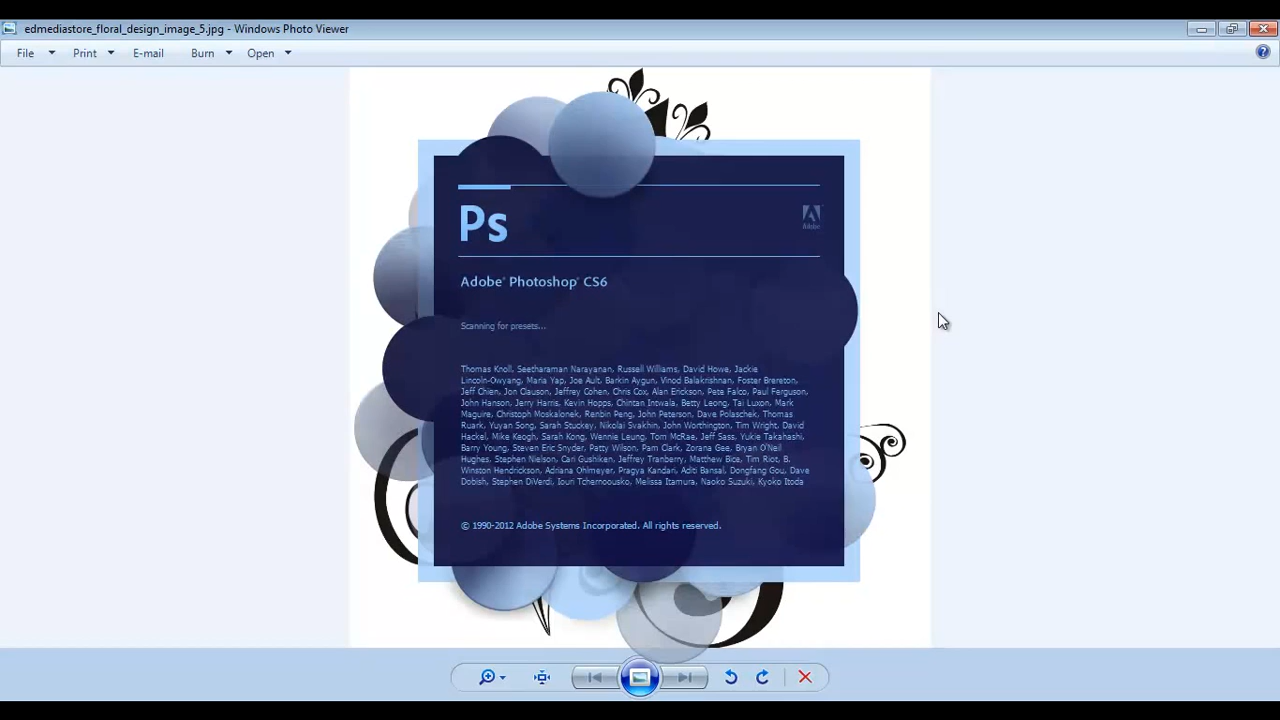 edmediastore_floral_design_image_5.jpg - Windows Photo Viewer
File Print E-mail Burn Open
Ps
Adobe
Adobe® Photoshop® CS6
Scanning for presets...
Thomas Knoll, Seetharaman Narayanan, Russell Williams, David Howe, Jackie
Lincoln-Owyang, Maria Yap, Joe Ault, Barkin Aygun, Vinod Balakrishnan, Foster Brereton,
Jeff Chien, Jon Clauson, Jeffrey Cohen, Chris Cox, Alan Erickson, Pete Falco, Paul Ferguson,
John Hanson, Jerry Harris, Kevin Hopps, Chintan Intwala, Betty Leong, Tai Luxon, Mark
Maguire, Christoph Moskalonek, Renbin Peng, John Peterson, Dave Polaschek, Thomas
Ruark, Yuyan Song, Sarah Stuckey, Nikolai Svakhin, John Worthington, Tim Wright, David
Hackel, Mike Keogh, Sarah Kong, Wennie Leung, Tom McRae, Jeff Sass, Yukie Takahashi,
Barry Young, Steven Eric Snyder, Patty Wilson, Pam Clark, Zorana Gee, Bryan O'Neil
Hughes, Stephen Nielson, Cari Gushiken, Jeffrey Tranberry, Matthew Bice, Tim Riot, B.
Winston Hendrickson, Adriana Ohlmeyer, Pragya Kandari, Aditi Bansal, Dongfang Gou, Dave
Dobish, Stephen DiVerdi, Iouri Tchernoousko, Melissa Itamura, Naoko Suzuki, Kyoko Itoda
© 1990-2012 Adobe Systems Incorporated. All rights reserved.